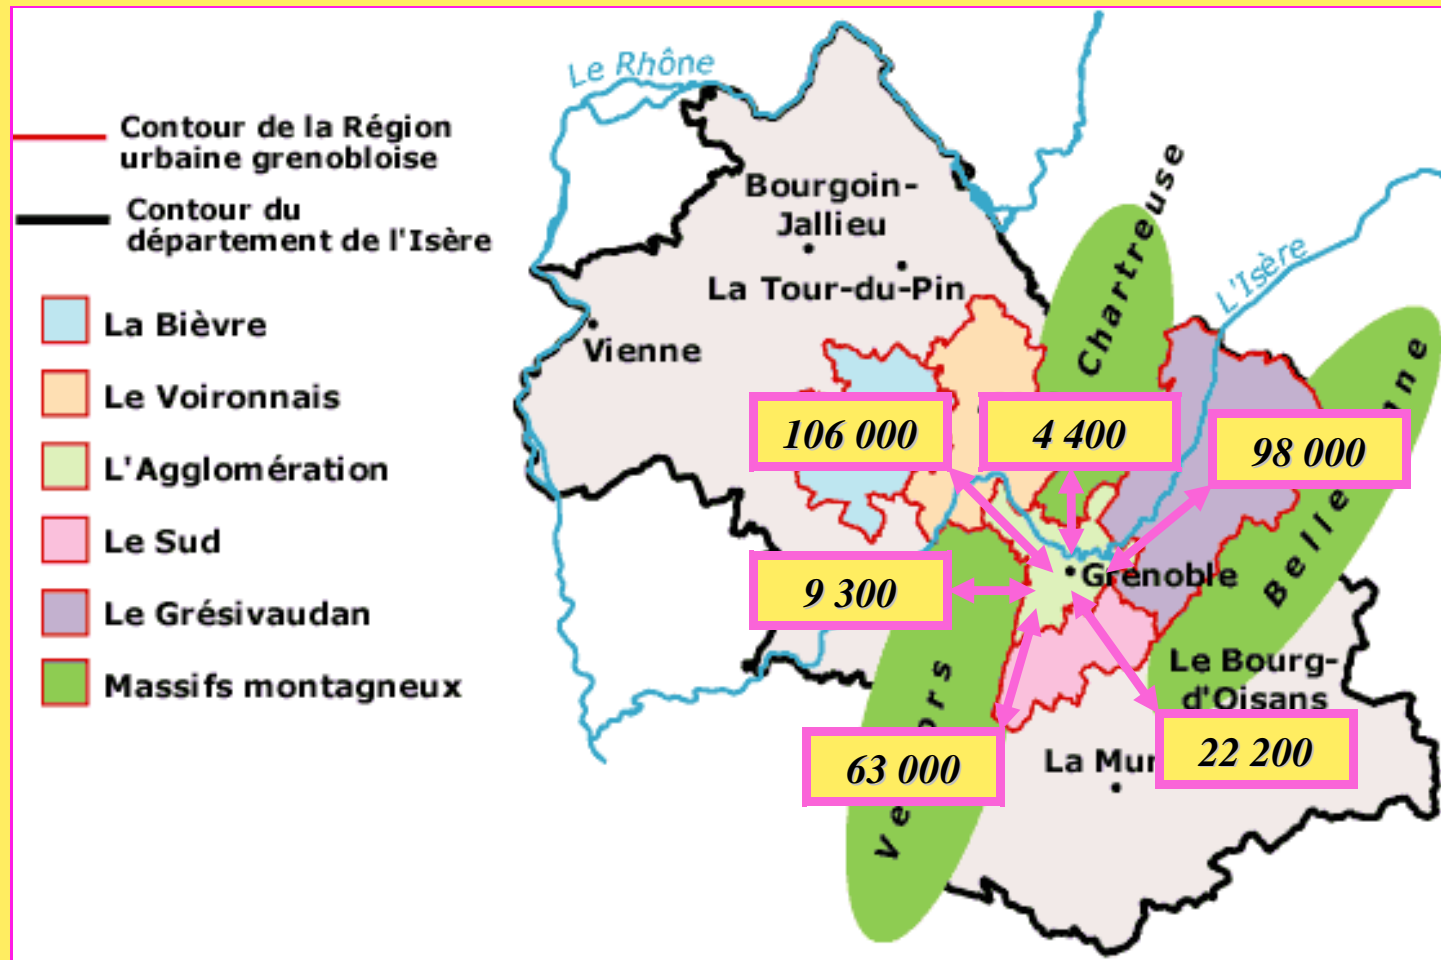 Le Rhône
Contour de la Région
urbaine grenobloise
Contour du
département de l'Isère
La Bièvre
Le Voironnais
L'Agglomération
Le Sud
Le Grésivaudan
Massifs montagneux
Bourgoin-
Jallieu
La Tour-du-Pin
Vienne
Chartreuse
L'Isère
106 000
4 400
98 000
9 300
Grenoble
Le Bourg-
d'Oisans
22 200
63 000